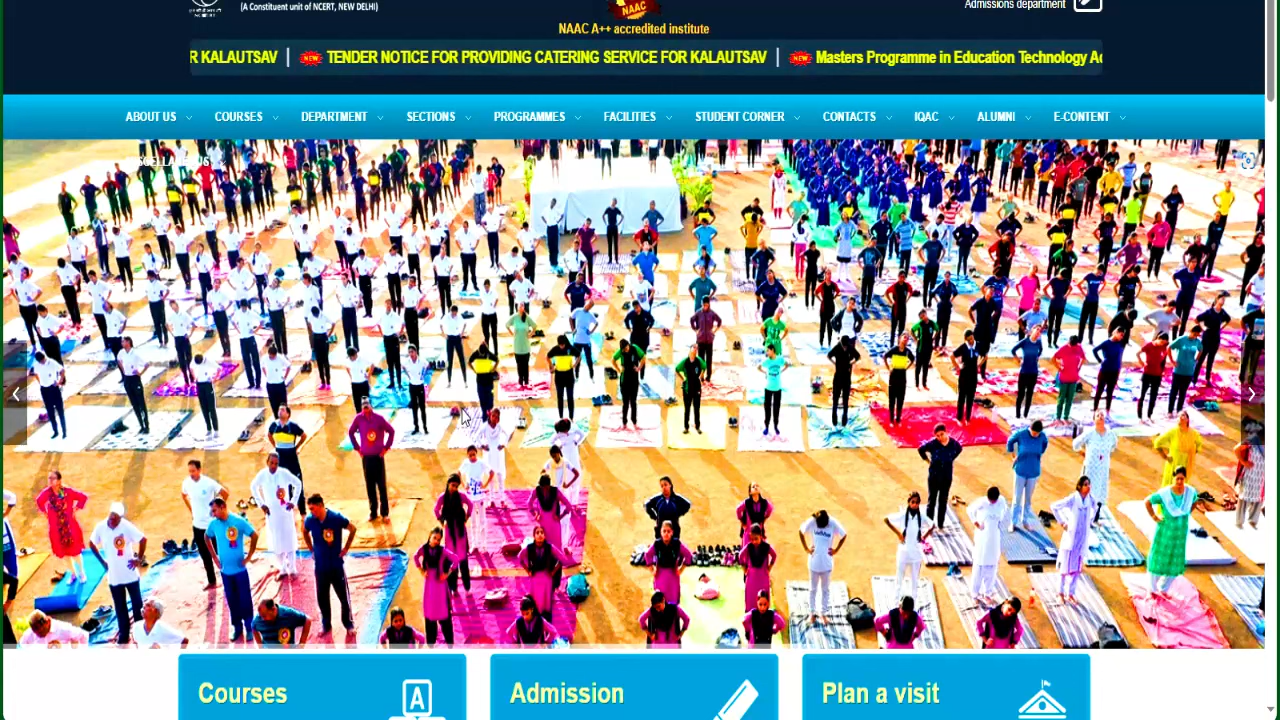 (A Constituent unit of NCERT, NEW DELHI)
Admissions department
NAAC
NAAC A++ accredited institute
R KALAUTSAV | NEW TENDER NOTICE FOR PROVIDING CATERING SERVICE FOR KALAUTSAV | NEW Masters Programme in Education Technology
ABOUT US COURSES DEPARTMENT SECTIONS PROGRAMMES FACILITIES STUDENT CORNER CONTACTS IQAC ALUMNI E-CONTENT
Courses Admission Plan a visit
A